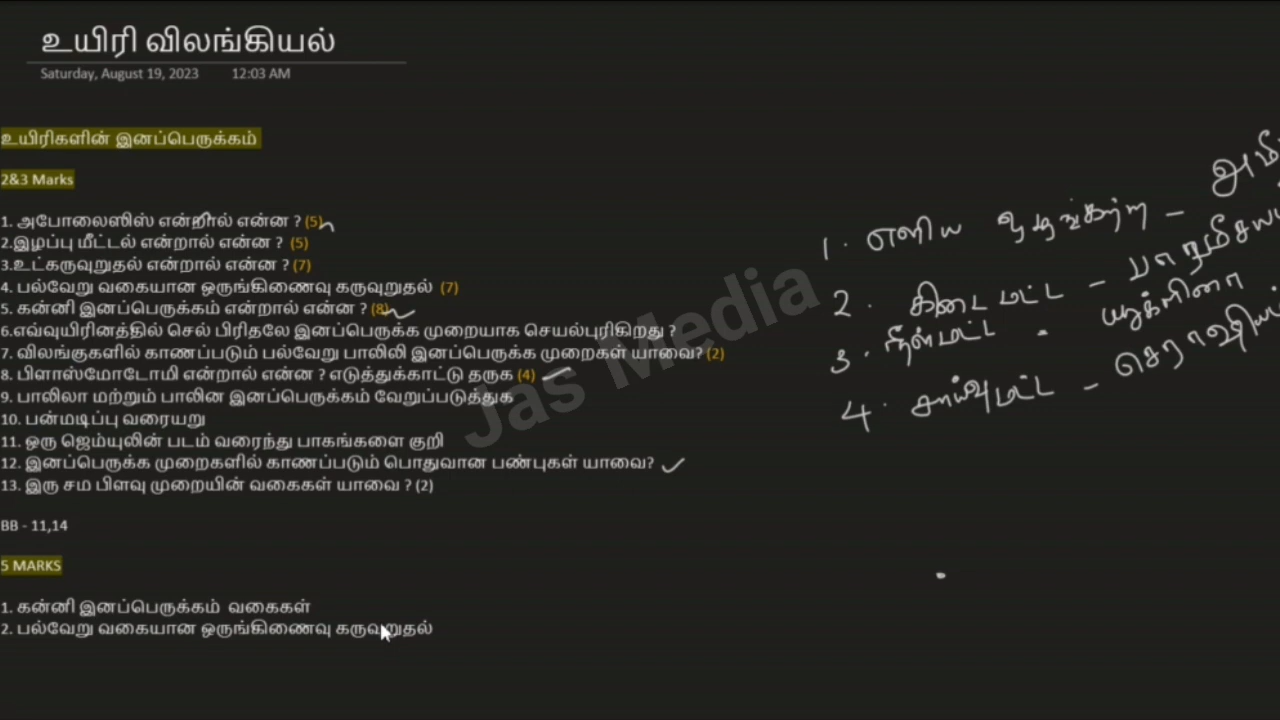 உயிரி விலங்கியல்
Saturday, August 19, 2023 12:03 AM
உயிரிகளின் இனப்பெருக்கம்
2&3 Marks
1. அபோலைஸிஸ் என்றால் என்ன ? (5)
2.இழப்பு மீட்டல் என்றால் என்ன ? (5)
3.உட்கருவுறுதல் என்றால் என்ன ? (7)
4. பல்வேறு வகையான ஒருங்கிணைவு கருவுறுதல் (7)
5. கன்னி இனப்பெருக்கம் என்றால் என்ன ? (8)
6.எவ்வுயிரினத்தில் செல் பிரிதலே இனப்பெருக்க முறையாக செயல்புரிகிறது ?
7. விலங்குகளில் காணப்படும் பல்வேறு பாலிலி இனப்பெருக்க முறைகள் யாவை? (2)
8. பிளாஸ்மோடோமி என்றால் என்ன ? எடுத்துக்காட்டு தருக (4)
9. பாலிலா மற்றும் பாலின இனப்பெருக்கம் வேறுப்படுத்துக
10. பன்மடிப்பு வரையறு
11. ஒரு ஜெம்யுலின் படம் வரைந்து பாகங்களை குறி
12. இனப்பெருக்க முறைகளில் காணப்படும் பொதுவான பண்புகள் யாவை?
13. இரு சம பிளவு முறையின் வகைகள் யாவை ? (2)
BB - 11,14
5 MARKS
1. கன்னி இனப்பெருக்கம் வகைகள்
2. பல்வேறு வகையான ஒருங்கிணைவு கருவுறுதல்
1. எளிய ஒழுங்கற்ற -
2. கிடை மட்ட -
3. நீள்மட்ட - யூக்ளினா
4. சாய்வு மட்ட -
Jas Media